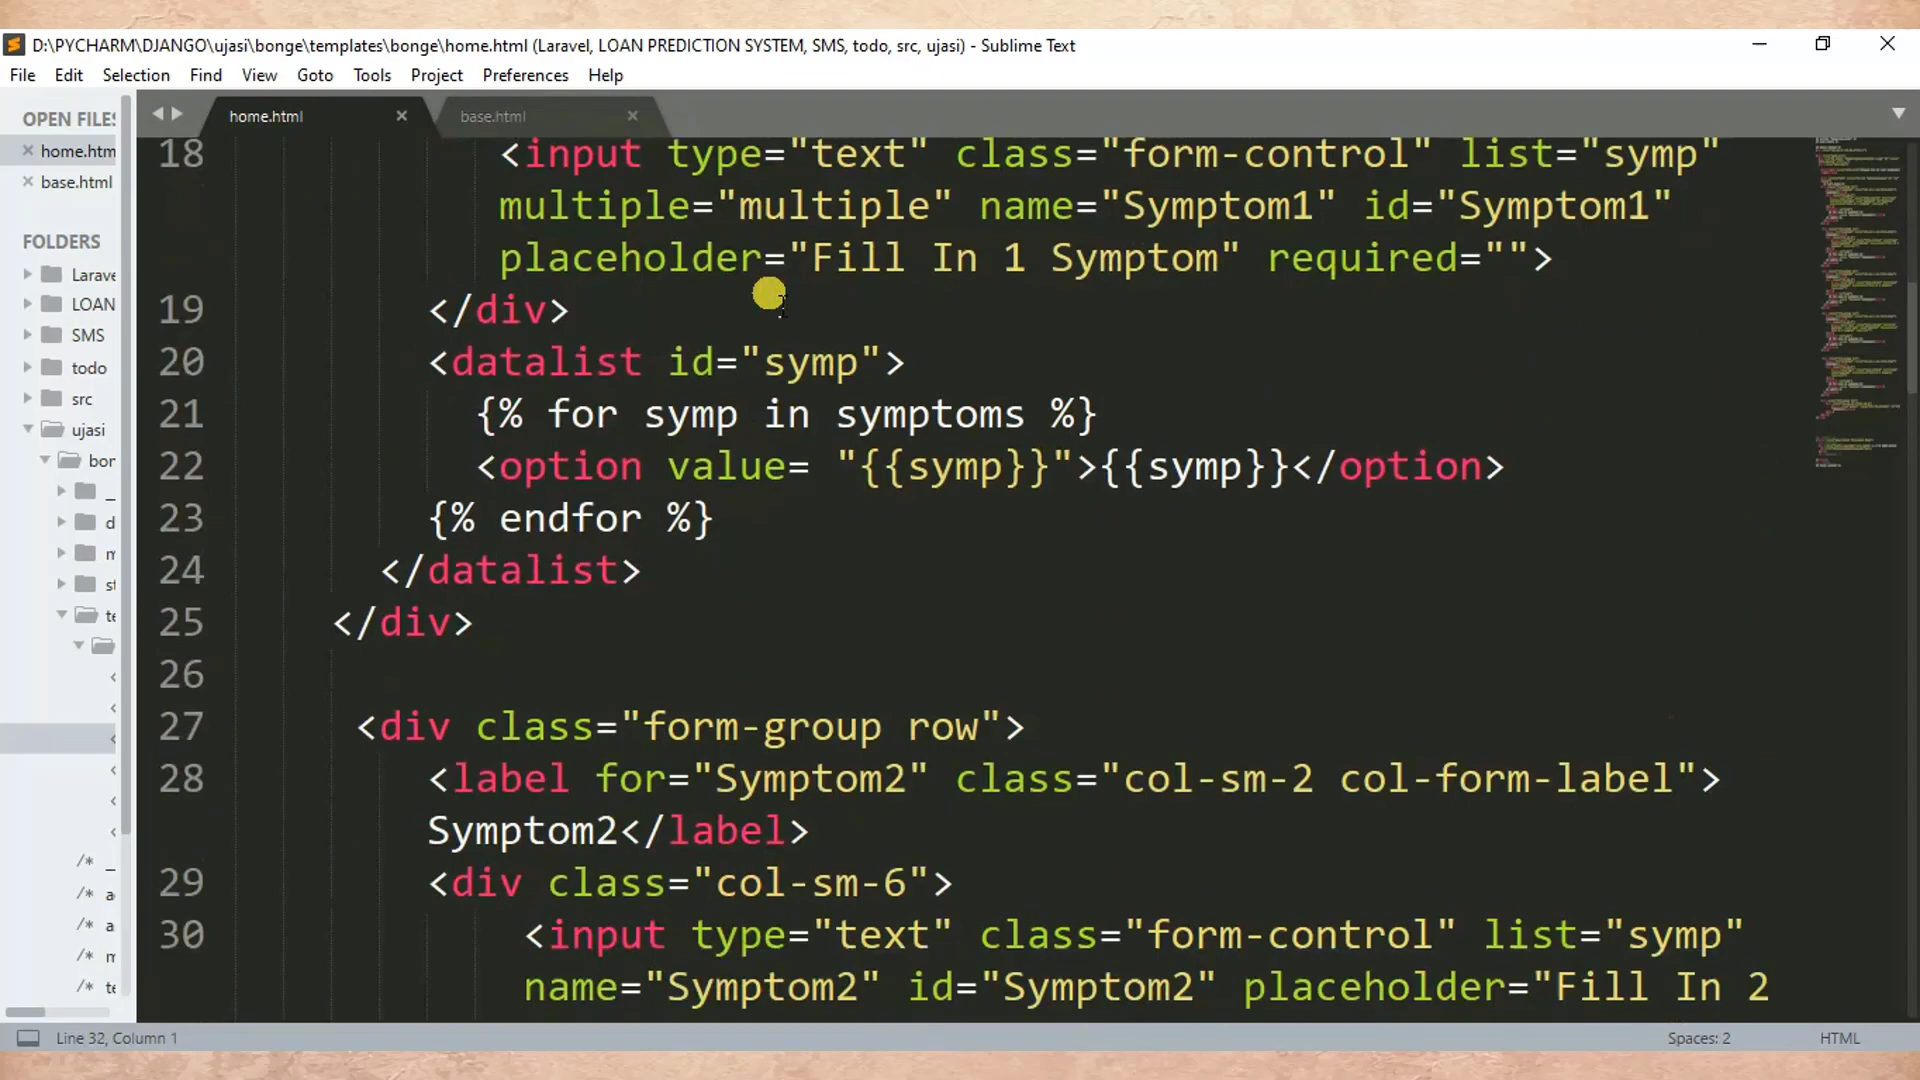 D:\PYCHARM\DJANGO\ujasi\bonge\templates\bonge\home.html (Laravel, LOAN PREDICTION SYSTEM, SMS, todo, src, ujasi) - Sublime Text
File Edit Selection Find View Goto Tools Project Preferences Help
OPEN FILES
home.htm
base.html
FOLDERS
Larave
LOAN
SMS
todo
src
ujasi
bon
_
d
m
st
te
<
<
<
<
<
<
/* _
/* a
/* a
/* m
/* te
home.html
base.html
18 <input type="text" class="form-control" list="symp"
multiple="multiple" name="Symptom1" id="Symptom1"
placeholder="Fill In 1 Symptom" required="">
19 </div>
20 <datalist id="symp">
21 {% for symp in symptoms %}
22 <option value= "{{symp}}">{{symp}}</option>
23 {% endfor %}
24 </datalist>
25 </div>
26
27 <div class="form-group row">
28 <label for="Symptom2" class="col-sm-2 col-form-label">
Symptom2</label>
29 <div class="col-sm-6">
30 <input type="text" class="form-control" list="symp"
name="Symptom2" id="Symptom2" placeholder="Fill In 2
Line 32, Column 1
Spaces: 2
HTML